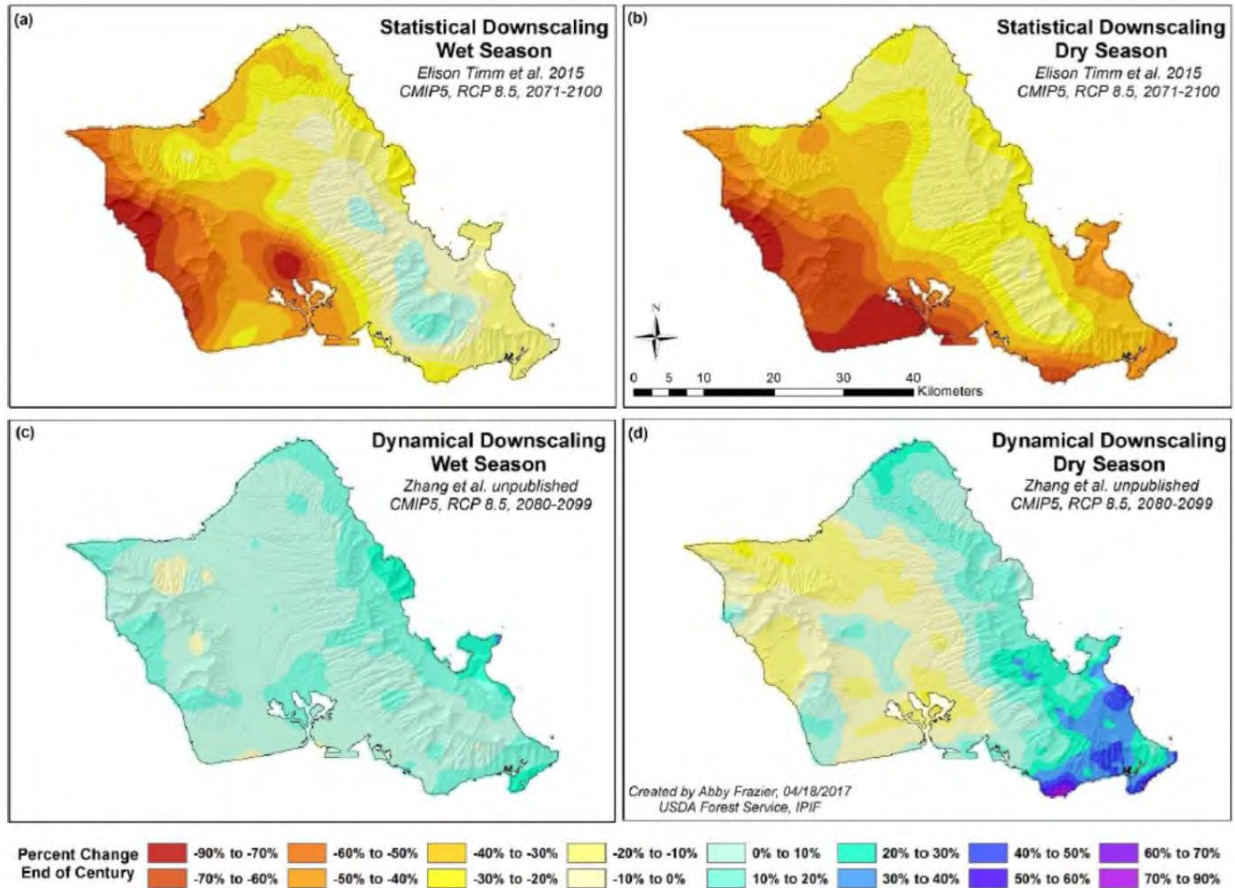 (a)
Statistical Downscaling
Wet Season
Elison Timm et al. 2015
CMIP5, RCP 8.5, 2071-2100
(b)
Statistical Downscaling
Dry Season
Elison Timm et al. 2015
CMIP5, RCP 8.5, 2071-2100
N
0 5 10 20 30 40
Kilometers
(c)
Dynamical Downscaling
Wet Season
Zhang et al. unpublished
CMIP5, RCP 8.5, 2080-2099
(d)
Dynamical Downscaling
Dry Season
Zhang et al. unpublished
CMIP5, RCP 8.5, 2080-2099
Created by Abby Frazier, 04/18/2017
USDA Forest Service, IPIF
Percent Change
End of Century
-90% to -70% -60% to -50% -40% to -30% -20% to -10% 0% to 10% 20% to 30% 40% to 50% 60% to 70%
-70% to -60% -50% to -40% -30% to -20% -10% to 0% 10% to 20% 30% to 40% 50% to 60% 70% to 90%